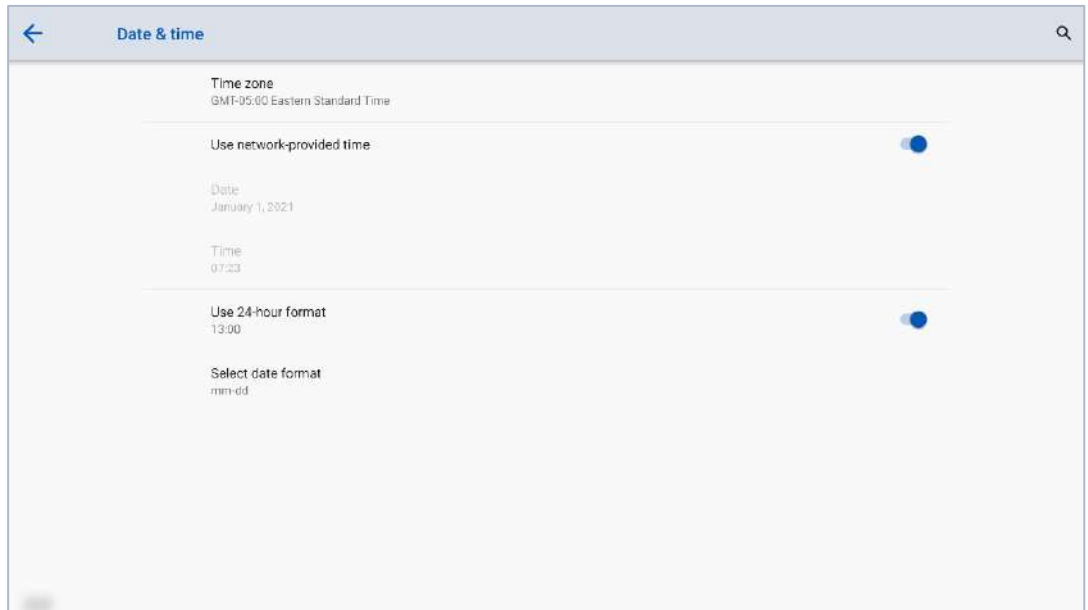 Date & time
Time zone
GMT-05:00 Eastern Standard Time
Use network-provided time
Date
January 1, 2021
Time
07:23
Use 24-hour format
13:00
Select date format
mm-dd